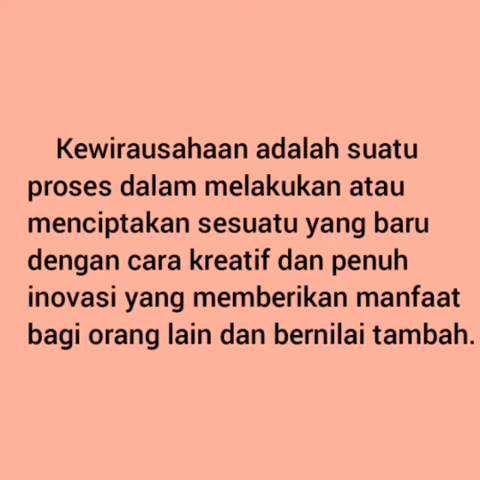 Kewirausahaan adalah suatu
proses dalam melakukan atau
menciptakan sesuatu yang baru
dengan cara kreatif dan penuh
inovasi yang memberikan manfaat
bagi orang lain dan bernilai tambah.